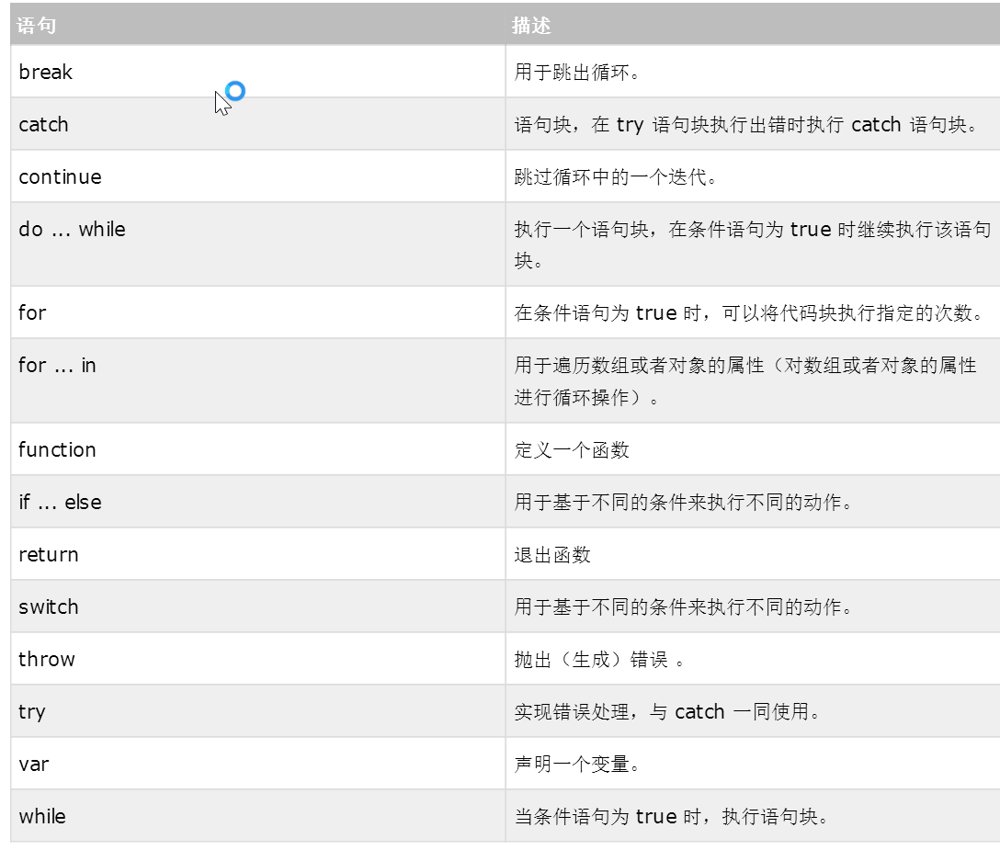 语句 描述
break 用于跳出循环。
catch 语句块，在 try 语句块执行出错时执行 catch 语句块。
continue 跳过循环中的一个迭代。
do ... while 执行一个语句块，在条件语句为 true 时继续执行该语句
块。
for 在条件语句为 true 时，可以将代码块执行指定的次数。
for ... in 用于遍历数组或者对象的属性（对数组或者对象的属性
进行循环操作）。
function 定义一个函数
if ... else 用于基于不同的条件来执行不同的动作。
return 退出函数
switch 用于基于不同的条件来执行不同的动作。
throw 抛出（生成）错误 。
try 实现错误处理，与 catch 一同使用。
var 声明一个变量。
while 当条件语句为 true 时，执行语句块。